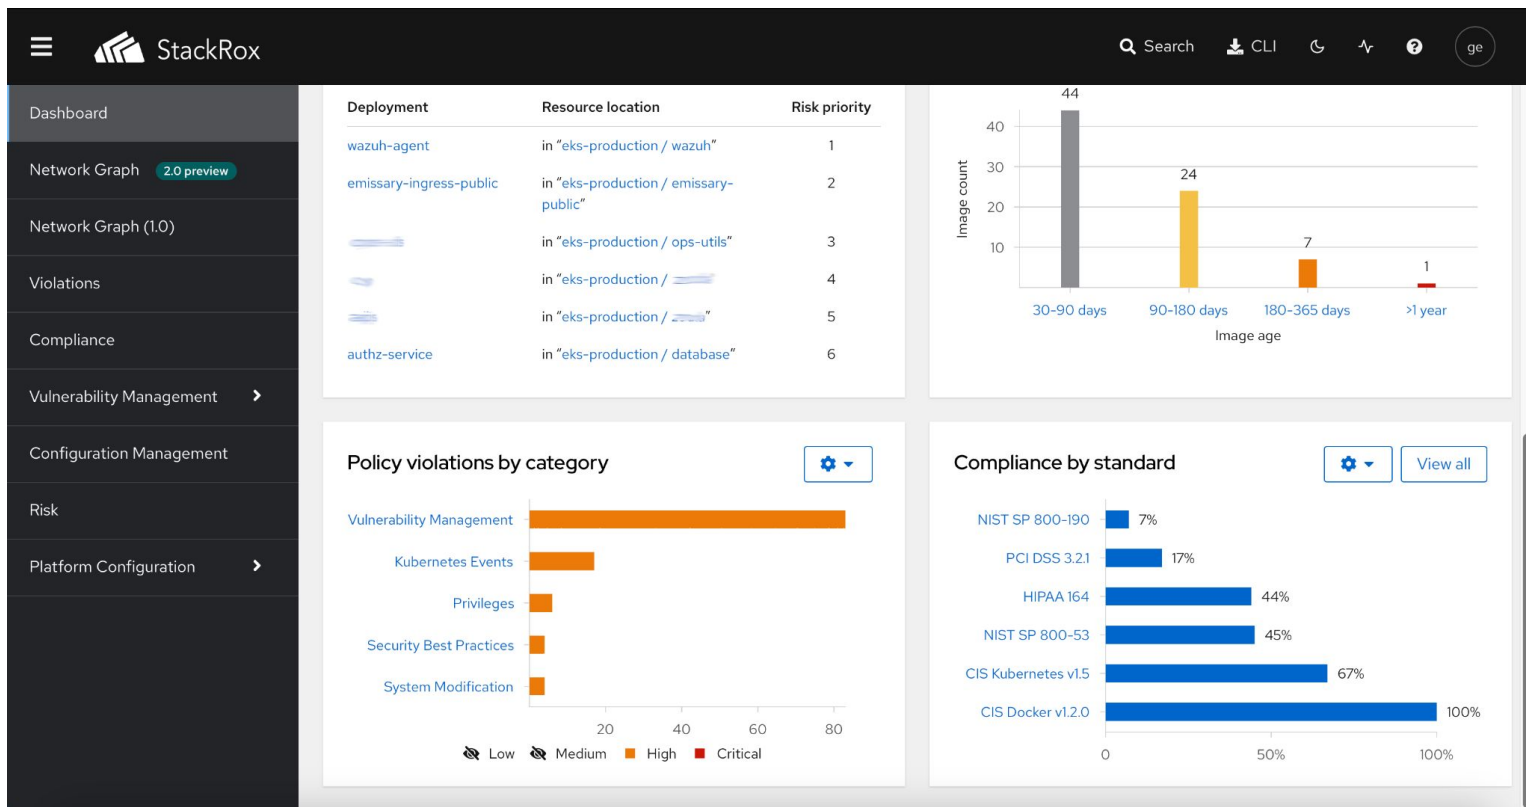 StackRox
Search
CLI
ge
Dashboard
Network Graph 2.0 preview
Network Graph (1.0)
Violations
Compliance
Vulnerability Management
Configuration Management
Risk
Platform Configuration
Deployment Resource location Risk priority
wazuh-agent in “eks-production / wazuh” 1
emissary-ingress-public in “eks-production / emissary-
public” 2
in “eks-production / ops-utils” 3
in “eks-production / 4
in “eks-production / ” 5
authz-service in “eks-production / database” 6
44
40
30
20
10
24
7
1
Image count
30-90 days 90-180 days 180-365 days >1 year
Image age
Policy violations by category
Vulnerability Management
Kubernetes Events
Privileges
Security Best Practices
System Modification
20 40 60 80
Low Medium High Critical
Compliance by standard
View all
NIST SP 800-190 7%
PCI DSS 3.2.1 17%
HIPAA 164 44%
NIST SP 800-53 45%
CIS Kubernetes v1.5 67%
CIS Docker v1.2.0 100%
0 50% 100%